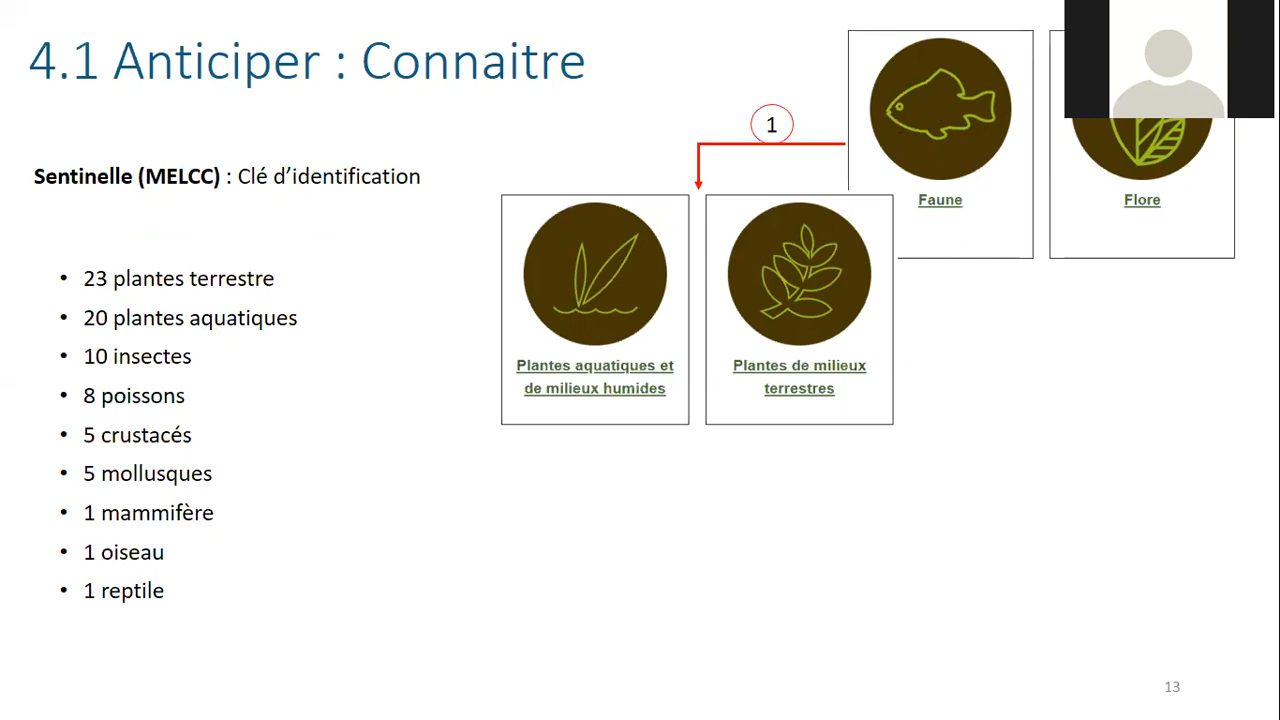 4.1 Anticiper : Connaitre
Sentinelle (MELCC) : Clé d’identification
• 23 plantes terrestre
• 20 plantes aquatiques
• 10 insectes
• 8 poissons
• 5 crustacés
• 5 mollusques
• 1 mammifère
• 1 oiseau
• 1 reptile
1
Faune
Flore
Plantes aquatiques et
de milieux humides
Plantes de milieux
terrestres
13